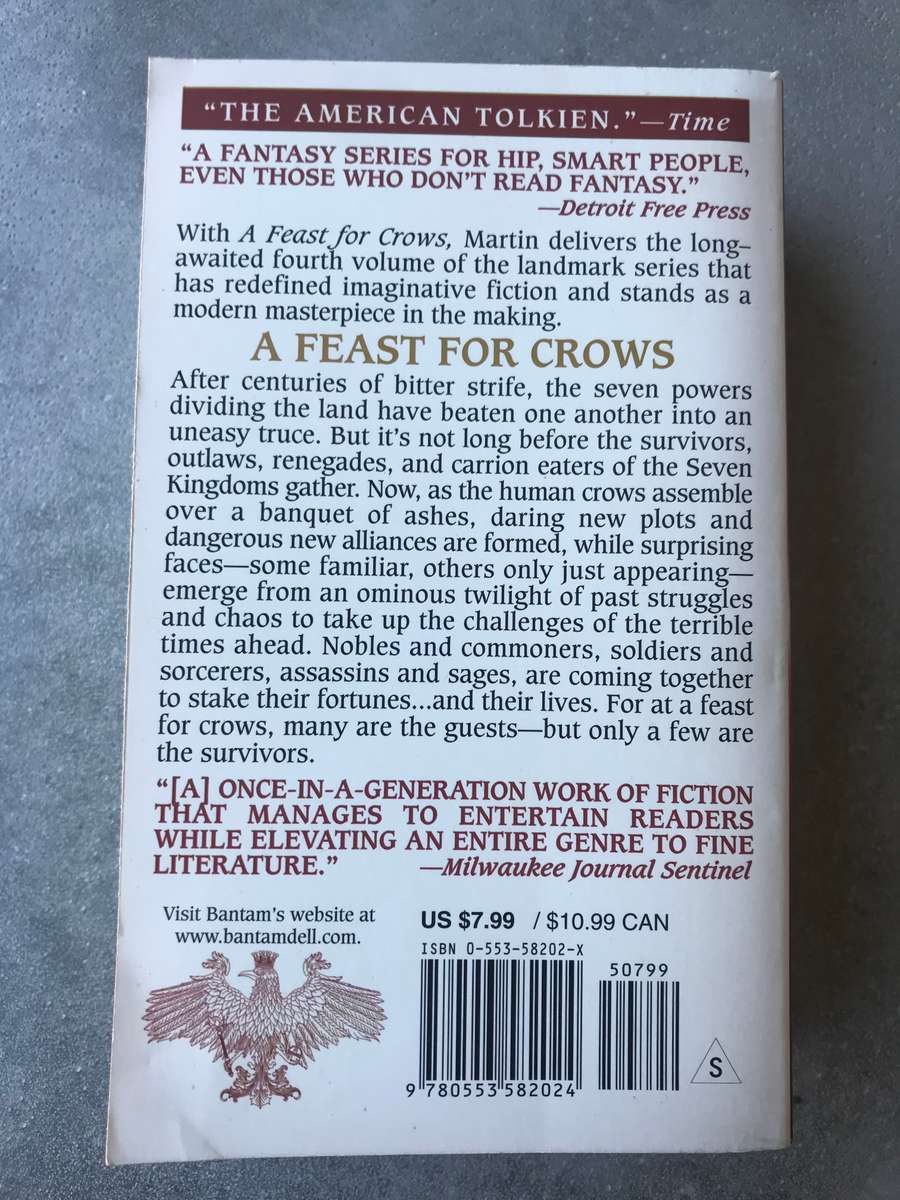 “THE AMERICAN TOLKIEN.”—Time
“A FANTASY SERIES FOR HIP, SMART PEOPLE,
EVEN THOSE WHO DON’T READ FANTASY.”
—Detroit Free Press
With A Feast for Crows, Martin delivers the long–
awaited fourth volume of the landmark series that
has redefined imaginative fiction and stands as a
modern masterpiece in the making.
A FEAST FOR CROWS
After centuries of bitter strife, the seven powers
dividing the land have beaten one another into an
uneasy truce. But it’s not long before the survivors,
outlaws, renegades, and carrion eaters of the Seven
Kingdoms gather. Now, as the human crows assemble
over a banquet of ashes, daring new plots and
dangerous new alliances are formed, while surprising
faces—some familiar, others only just appearing—
emerge from an ominous twilight of past struggles
and chaos to take up the challenges of the terrible
times ahead. Nobles and commoners, soldiers and
sorcerers, assassins and sages, are coming together
to stake their fortunes...and their lives. For at a feast
for crows, many are the guests—but only a few are
the survivors.
“[A] ONCE-IN-A-GENERATION WORK OF FICTION
THAT MANAGES TO ENTERTAIN READERS
WHILE ELEVATING AN ENTIRE GENRE TO FINE
LITERATURE.” —Milwaukee Journal Sentinel
Visit Bantam’s website at
www.bantamdell.com.
US $7.99 / $10.99 CAN
ISBN 0-553-58202-X
50799
9 780553 582024
S